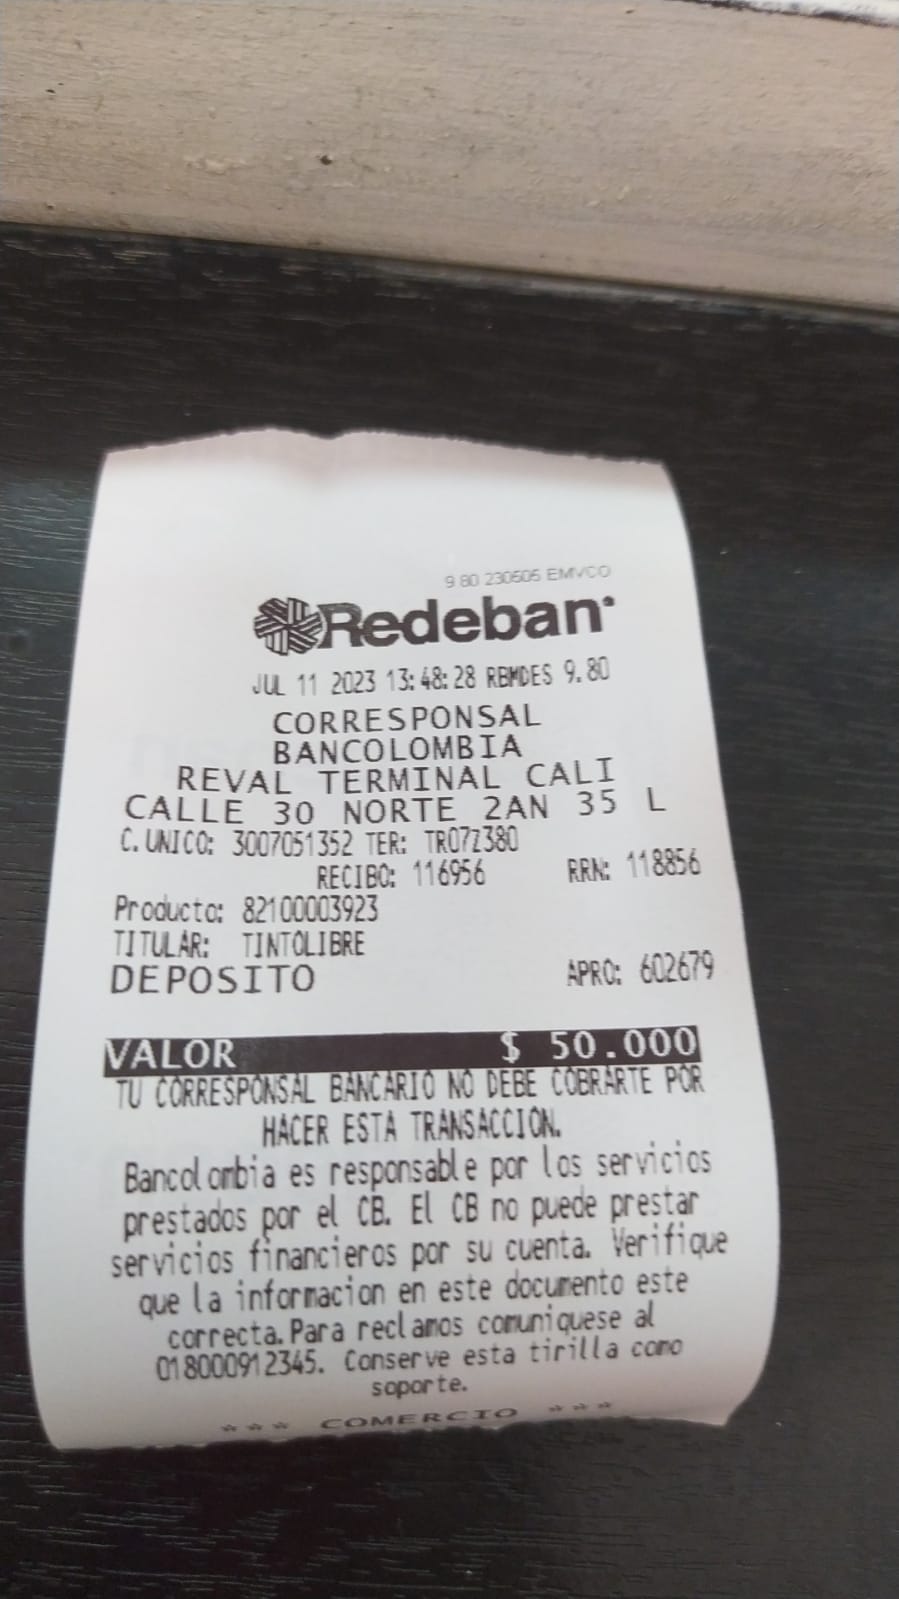 9 80 230605 EMVCO
Redeban
JUL 11 2023 13:48:28 RBMDES 9.80
CORRESPONSAL
BANCOLOMBIA
REVAL TERMINAL CALI
CALLE 30 NORTE 2AN 35 L
C. UNICO: 3007051352 TER: TR07Z380
RECIBO: 116956 RRN: 118856
Producto: 82100003923
TITULAR: TINTOLIBRE
DEPOSITO APRO: 602679
VALOR $ 50.000
TU CORRESPONSAL BANCARIO NO DEBE COBRARTE POR
HACER ESTA TRANSACCION.
Bancolombia es responsable por los servicios
prestados por el CB. El CB no puede prestar
servicios financieros por su cuenta. Verifique
que la informacion en este documento este
correcta. Para reclamos comuniquese al
018000912345. Conserve esta tirilla como
soporte.
*** COMERCIO ***